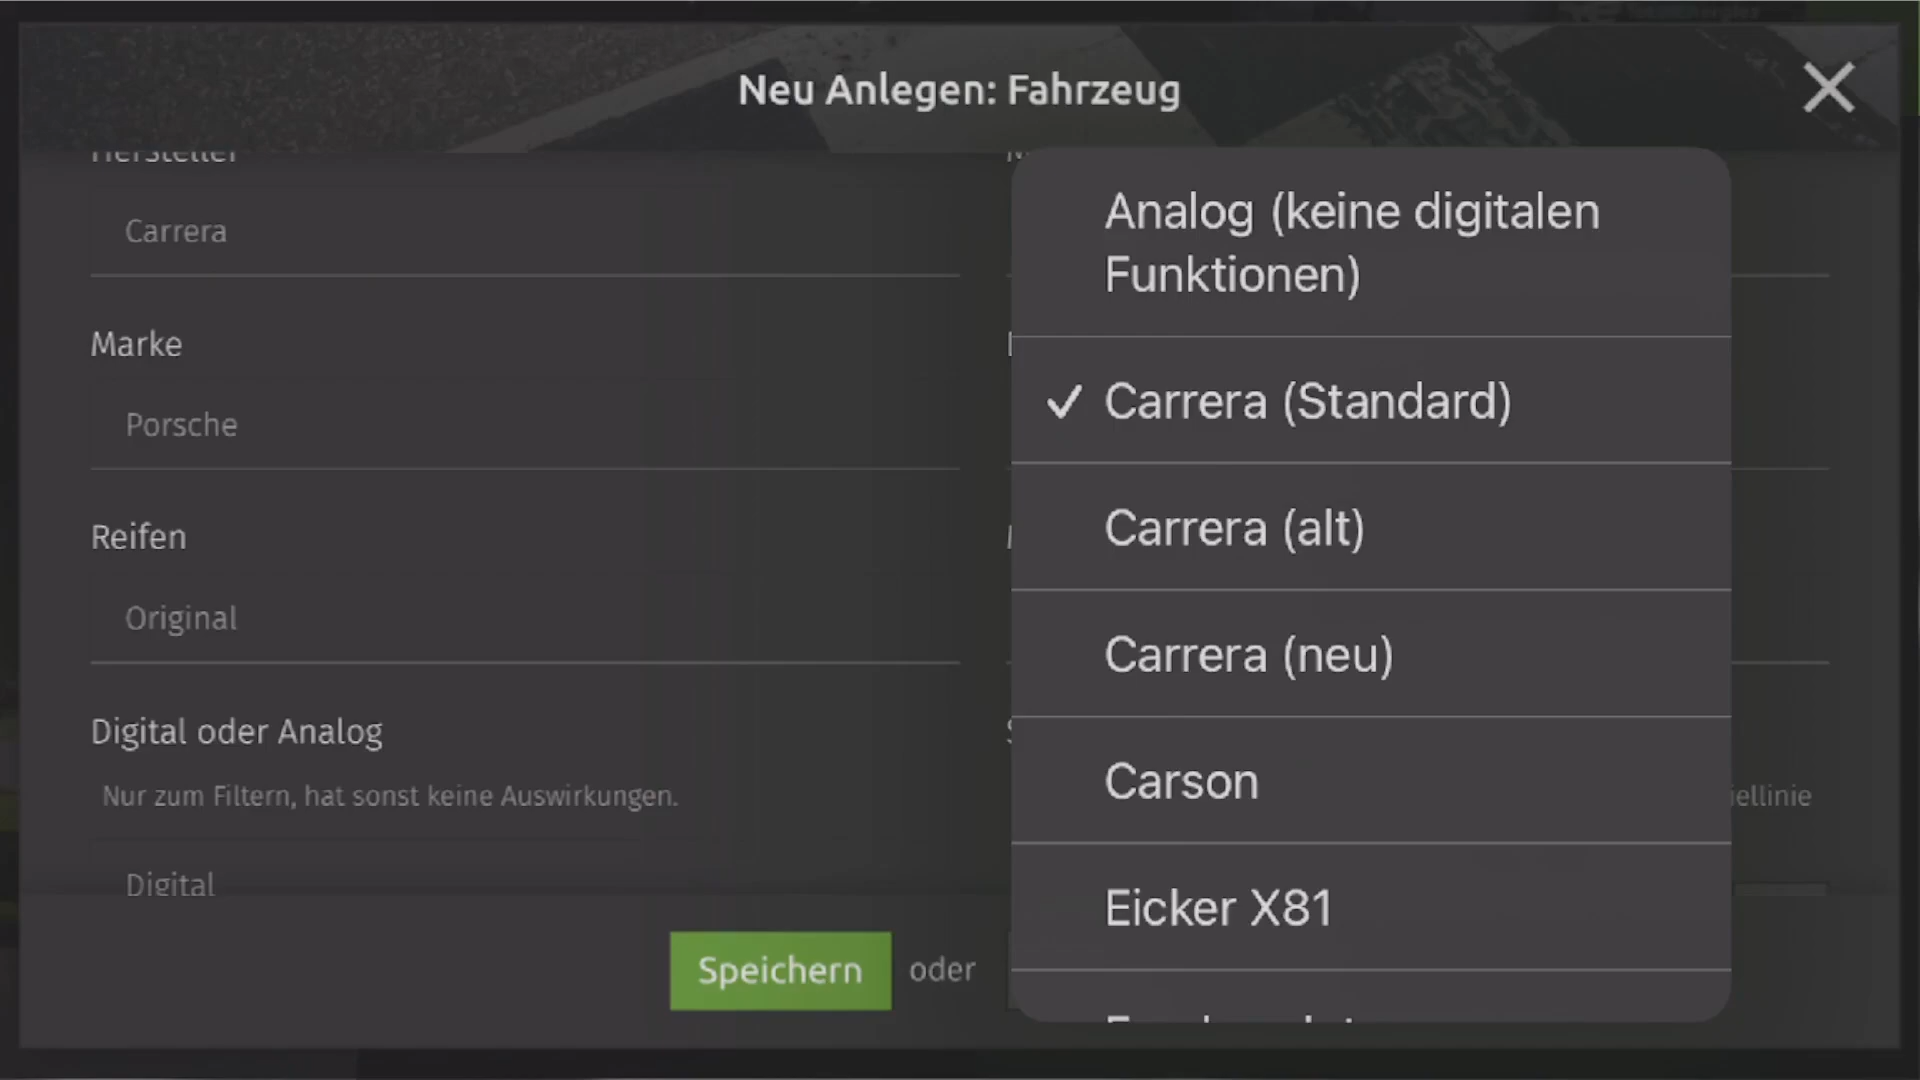 Neu Anlegen: Fahrzeug
Hersteller
Carrera
Marke
Porsche
Reifen
Original
Digital oder Analog
Nur zum Filtern, hat sonst keine Auswirkungen.
Digital
Speichern oder
Analog (keine digitalen
Funktionen)
✓ Carrera (Standard)
Carrera (alt)
Carrera (neu)
Carson
Eicker X81